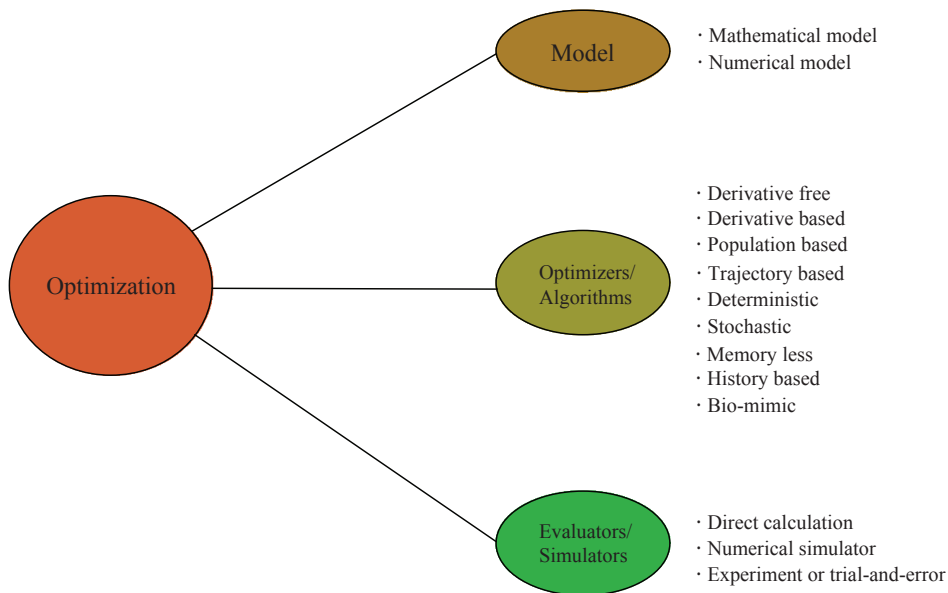 Model
· Mathematical model
· Numerical model
Optimization
Optimizers/
Algorithms
· Derivative free
· Derivative based
· Population based
· Trajectory based
· Deterministic
· Stochastic
· Memory less
· History based
· Bio-mimic
Evaluators/
Simulators
· Direct calculation
· Numerical simulator
· Experiment or trial-and-error